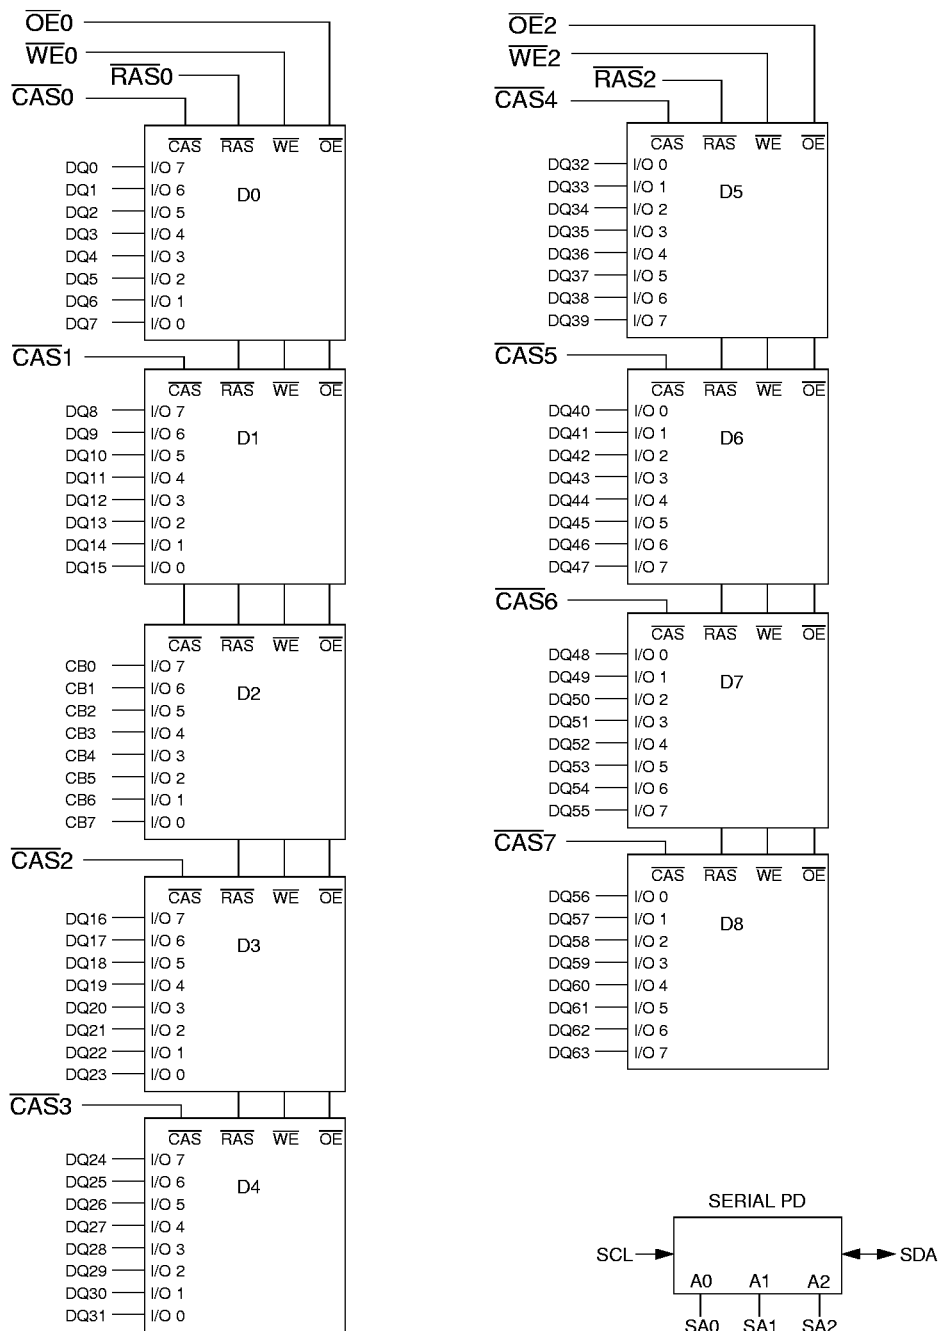 OE0
WE0
RAS0
CAS0
CAS RAS WE OE
D0
DQ0 I/O 7
DQ1 I/O 6
DQ2 I/O 5
DQ3 I/O 4
DQ4 I/O 3
DQ5 I/O 2
DQ6 I/O 1
DQ7 I/O 0
CAS1
CAS RAS WE OE
D1
DQ8 I/O 7
DQ9 I/O 6
DQ10 I/O 5
DQ11 I/O 4
DQ12 I/O 3
DQ13 I/O 2
DQ14 I/O 1
DQ15 I/O 0
CAS RAS WE OE
D2
CB0 I/O 7
CB1 I/O 6
CB2 I/O 5
CB3 I/O 4
CB4 I/O 3
CB5 I/O 2
CB6 I/O 1
CB7 I/O 0
CAS2
CAS RAS WE OE
D3
DQ16 I/O 7
DQ17 I/O 6
DQ18 I/O 5
DQ19 I/O 4
DQ20 I/O 3
DQ21 I/O 2
DQ22 I/O 1
DQ23 I/O 0
CAS3
CAS RAS WE OE
D4
DQ24 I/O 7
DQ25 I/O 6
DQ26 I/O 5
DQ27 I/O 4
DQ28 I/O 3
DQ29 I/O 2
DQ30 I/O 1
DQ31 I/O 0
OE2
WE2
RAS2
CAS4
CAS RAS WE OE
D5
DQ32 I/O 0
DQ33 I/O 1
DQ34 I/O 2
DQ35 I/O 3
DQ36 I/O 4
DQ37 I/O 5
DQ38 I/O 6
DQ39 I/O 7
CAS5
CAS RAS WE OE
D6
DQ40 I/O 0
DQ41 I/O 1
DQ42 I/O 2
DQ43 I/O 3
DQ44 I/O 4
DQ45 I/O 5
DQ46 I/O 6
DQ47 I/O 7
CAS6
CAS RAS WE OE
D7
DQ48 I/O 0
DQ49 I/O 1
DQ50 I/O 2
DQ51 I/O 3
DQ52 I/O 4
DQ53 I/O 5
DQ54 I/O 6
DQ55 I/O 7
CAS7
CAS RAS WE OE
D8
DQ56 I/O 0
DQ57 I/O 1
DQ58 I/O 2
DQ59 I/O 3
DQ60 I/O 4
DQ61 I/O 5
DQ62 I/O 6
DQ63 I/O 7
SERIAL PD
SCL SDA
A0 A1 A2
SA0 SA1 SA2